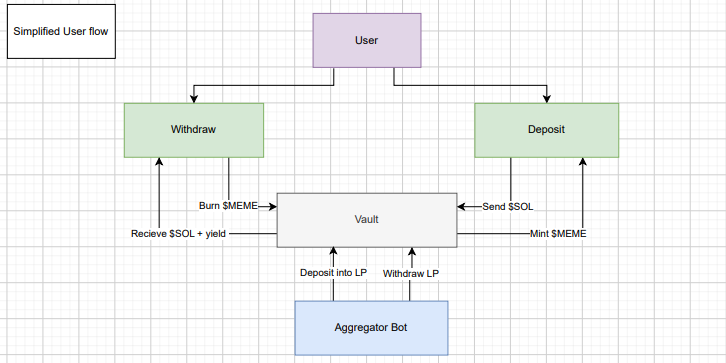 Simplified User flow
User
Withdraw
Deposit
Burn $MEME
Send $SOL
Vault
Recieve $SOL + yield
Mint $MEME
Deposit into LP
Withdraw LP
Aggregator Bot